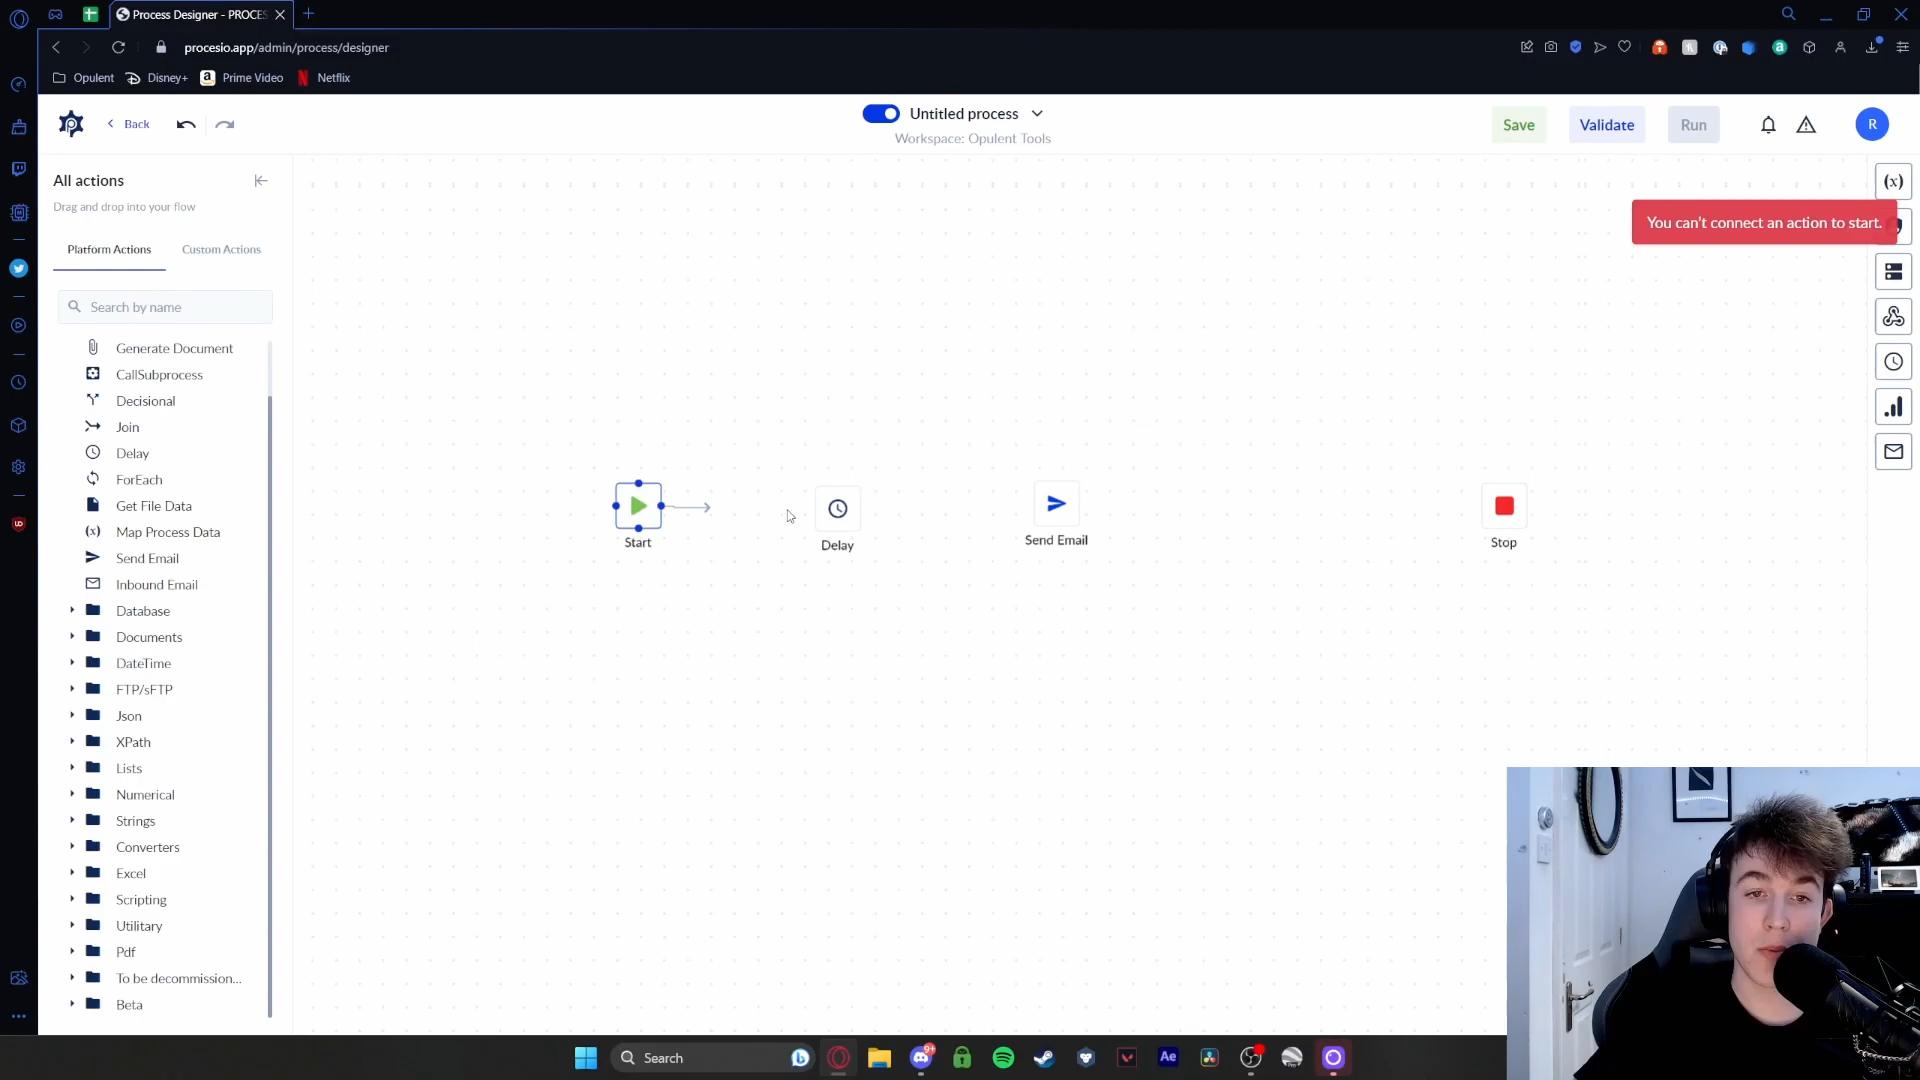 Process Designer - PROCES
procesio.app/admin/process/designer
Opulent
Disney+
Prime Video
Netflix
Back
Untitled process
Workspace: Opulent Tools
Save
Validate
Run
R
All actions
Drag and drop into your flow
Platform Actions
Custom Actions
Search by name
Generate Document
CallSubprocess
Decisional
Join
Delay
ForEach
Get File Data
(x) Map Process Data
Send Email
Inbound Email
Database
Documents
DateTime
FTP/sFTP
Json
XPath
Lists
Numerical
Strings
Converters
Excel
Scripting
Utilitary
Pdf
To be decommission...
Beta
(x)
You can't connect an action to start.
Start
Delay
Send Email
Stop
Search
9+
Ae